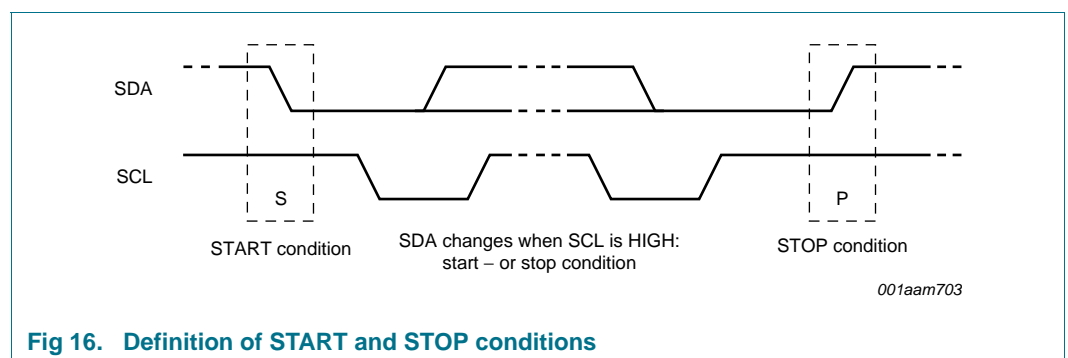 SDA
SCL
S
P
START condition
SDA changes when SCL is HIGH:
start – or stop condition
STOP condition
001aam703
Fig 16. Definition of START and STOP conditions